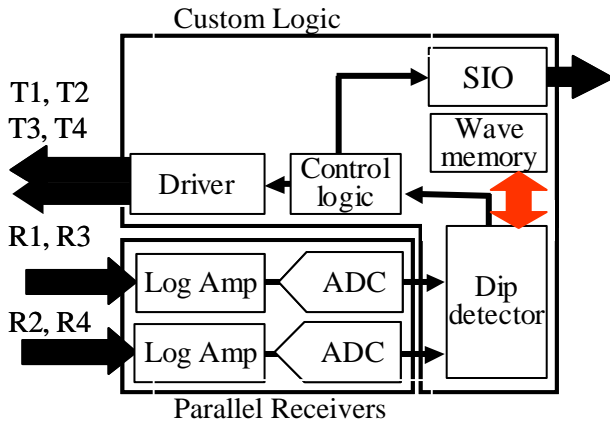 Custom Logic
T1, T2
T3, T4
SIO
Wave
memory
Driver
Control
logic
R1, R3
Log Amp
ADC
Dip
detector
R2, R4
Log Amp
ADC
Parallel Receivers